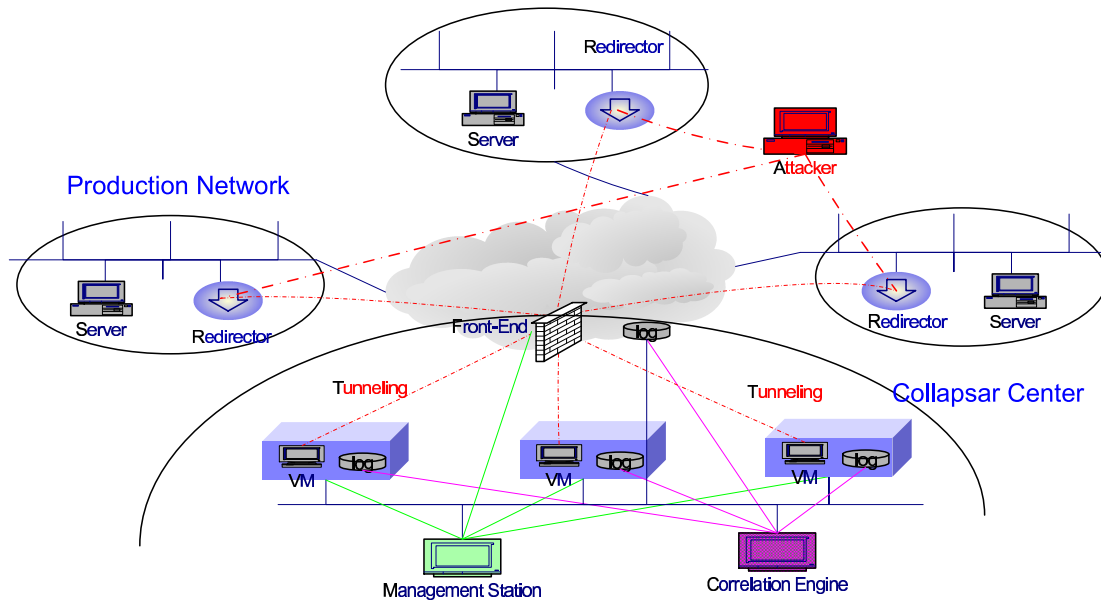 Redirector
Server
Attacker
Production Network
Server
Redirector
Redirector
Server
Front-End
log
Tunneling
Tunneling
Collapsar Center
VM
log
VM
log
VM
log
Management Station
Correlation Engine